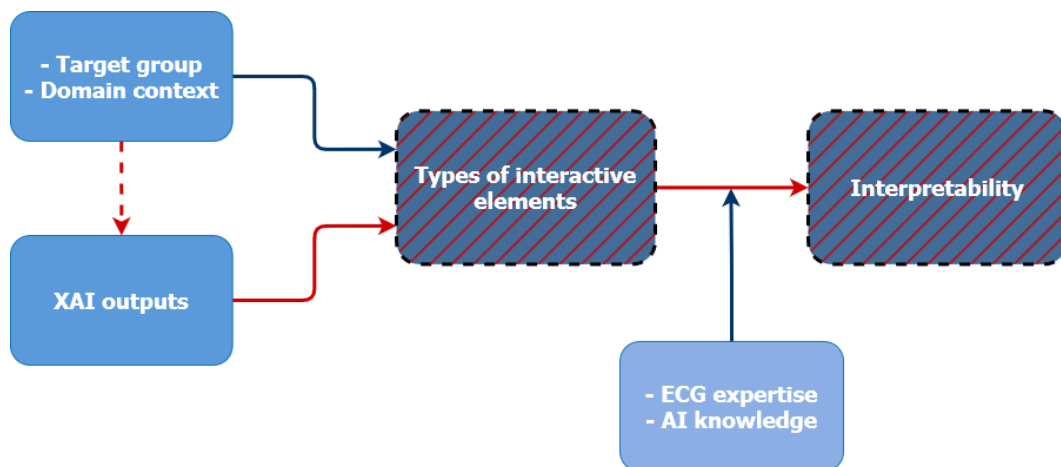 - Target group
- Domain context
Types of interactive
elements
Interpretability
XAI outputs
- ECG expertise
- AI knowledge